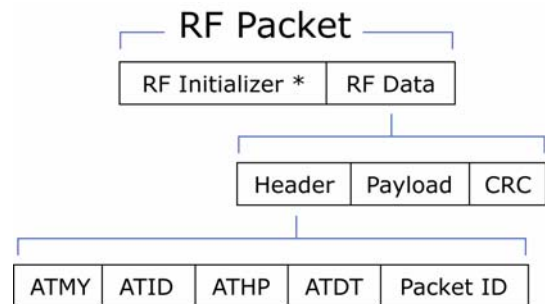 RF Packet
RF Initializer * RF Data
Header Payload CRC
ATMY ATID ATHP ATDT Packet ID